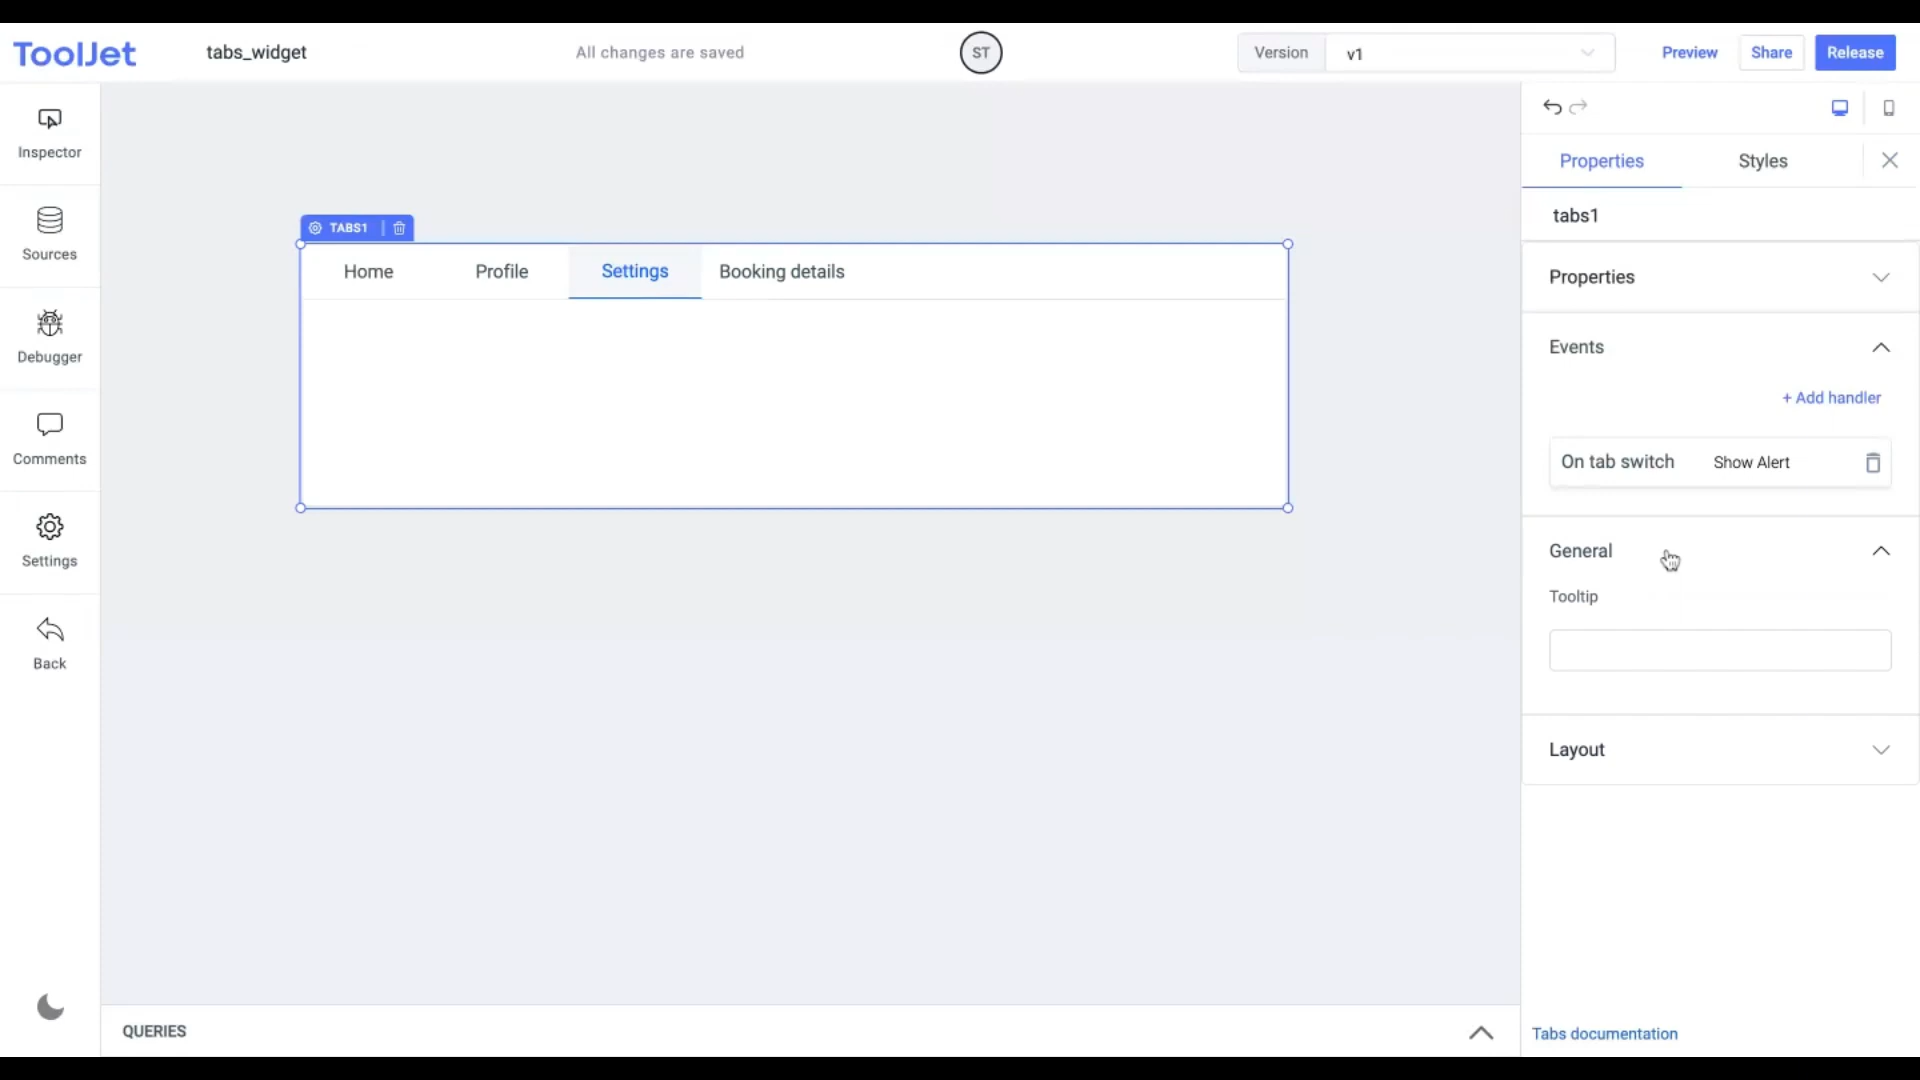 ToolJet
tabs_widget
All changes are saved
ST
Version
v1
Preview
Share
Release
Inspector
Sources
Debugger
Comments
Settings
Back
TABS1
Home
Profile
Settings
Booking details
Properties
Styles
tabs1
Properties
Events
+ Add handler
On tab switch
Show Alert
General
Tooltip
Layout
QUERIES
Tabs documentation